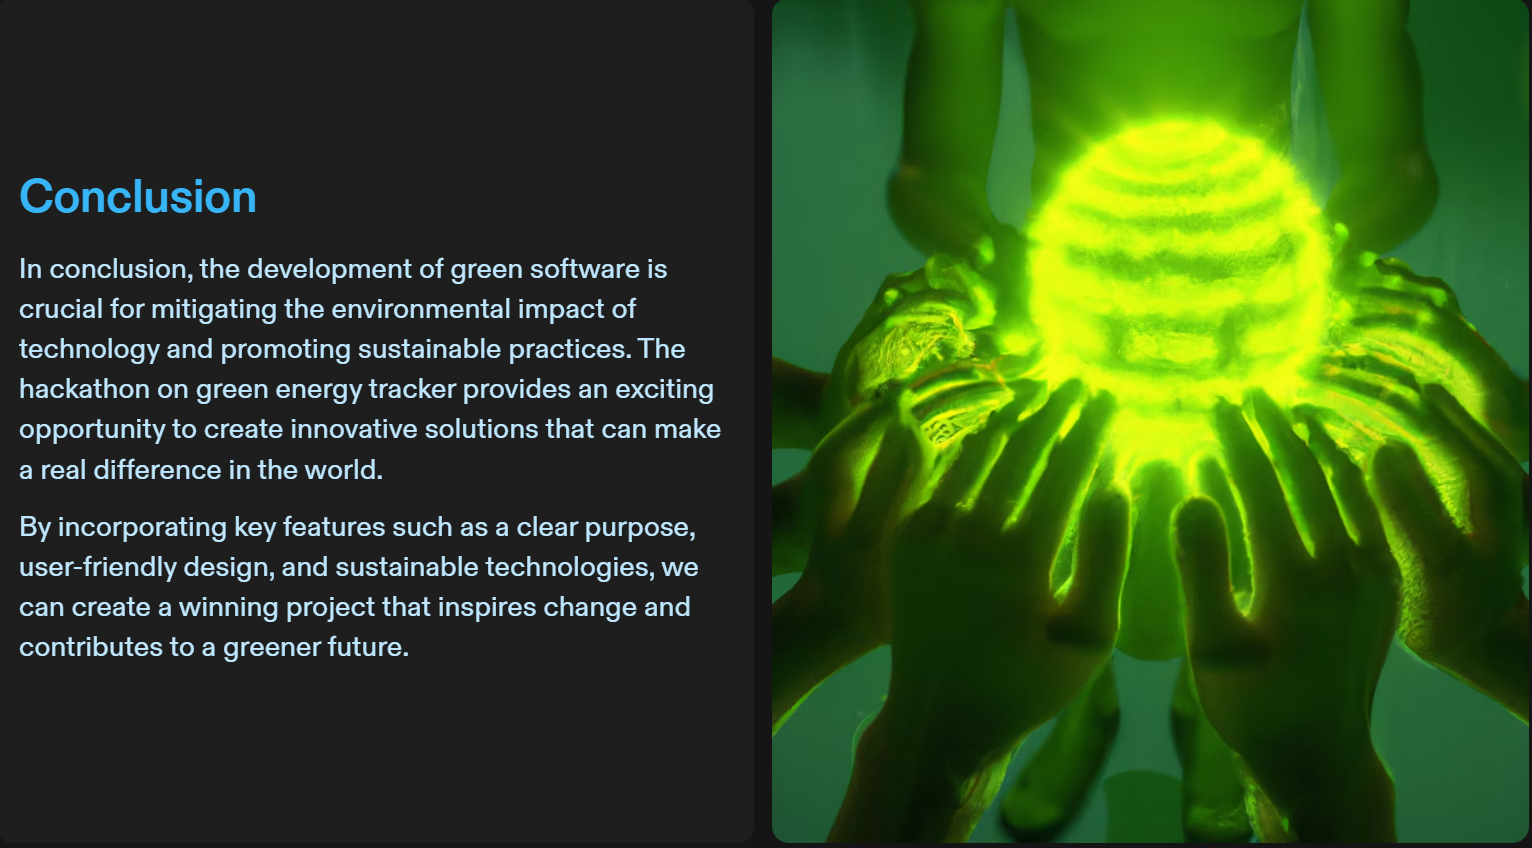 Conclusion
In conclusion, the development of green software is
crucial for mitigating the environmental impact of
technology and promoting sustainable practices. The
hackathon on green energy tracker provides an exciting
opportunity to create innovative solutions that can make
a real difference in the world.
By incorporating key features such as a clear purpose,
user-friendly design, and sustainable technologies, we
can create a winning project that inspires change and
contributes to a greener future.